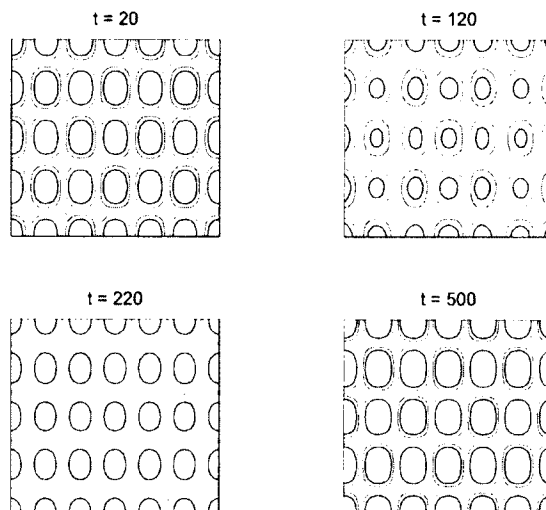 t = 20
t = 120
t = 220
t = 500